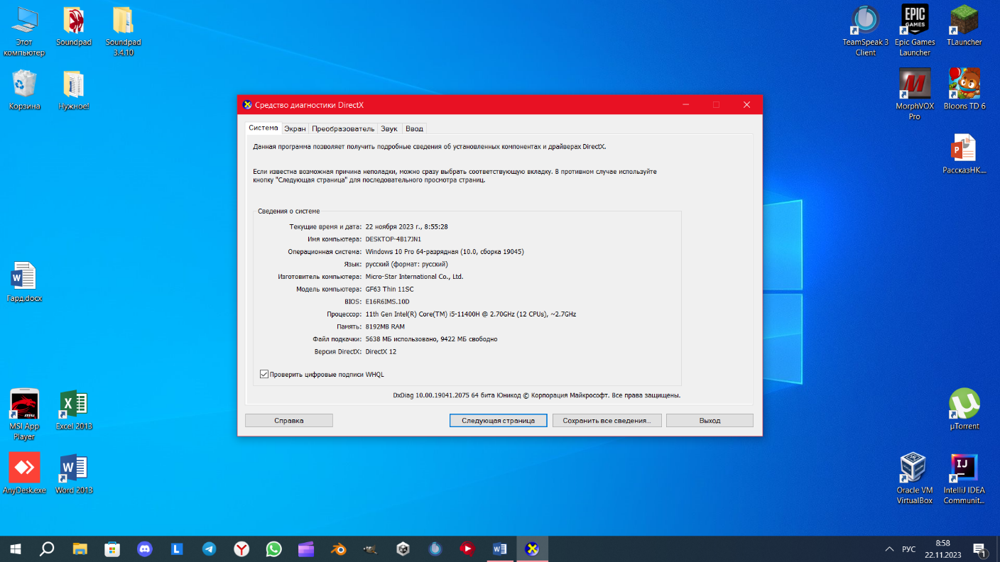 Этот
компьютер
Soundpad
Soundpad
3.4.10
Корзина
Нужное!
W
Гард.docx
msi
MSI App
Player
X
Excel 2013
AnyDesk.exe
W
Word 2013
TeamSpeak 3
Client
EPIC
GAMES
Epic Games
Launcher
TLauncher
M
MorphVOX
Pro
Bloons TD 6
P
РассказНК....
µ
µTorrent
Oracle VM
VirtualBox
IJ
IntelliJ IDEA
Communit...
Средство диагностики DirectX
Система
Экран
Преобразователь
Звук
Ввод
Данная программа позволяет получить подробные сведения об установленных компонентах и драйверах DirectX.
Если известна возможная причина неполадки, можно сразу выбрать соответствующую вкладку. В противном случае используйте
кнопку "Следующая страница" для последовательного просмотра страниц.
Сведения о системе
Текущие время и дата: 22 ноября 2023 г., 8:55:28
Имя компьютера: DESKTOP-4B17JN1
Операционная система: Windows 10 Pro 64-разрядная (10.0, сборка 19045)
Язык: русский (формат: русский)
Изготовитель компьютера: Micro-Star International Co., Ltd.
Модель компьютера: GF63 Thin 11SC
BIOS: E16R6IMS.10D
Процессор: 11th Gen Intel(R) Core(TM) i5-11400H @ 2.70GHz (12 CPUs), ~2.7GHz
Память: 8192MB RAM
Файл подкачки: 5638 МБ использовано, 9422 МБ свободно
Версия DirectX: DirectX 12
Проверить цифровые подписи WHQL
DxDiag 10.00.19041.2075 64 бита Юникод © Корпорация Майкрософт. Все права защищены.
Справка
Следующая страница
Сохранить все сведения...
Выход
L
Y
W
РУС
8:58
22.11.2023
1